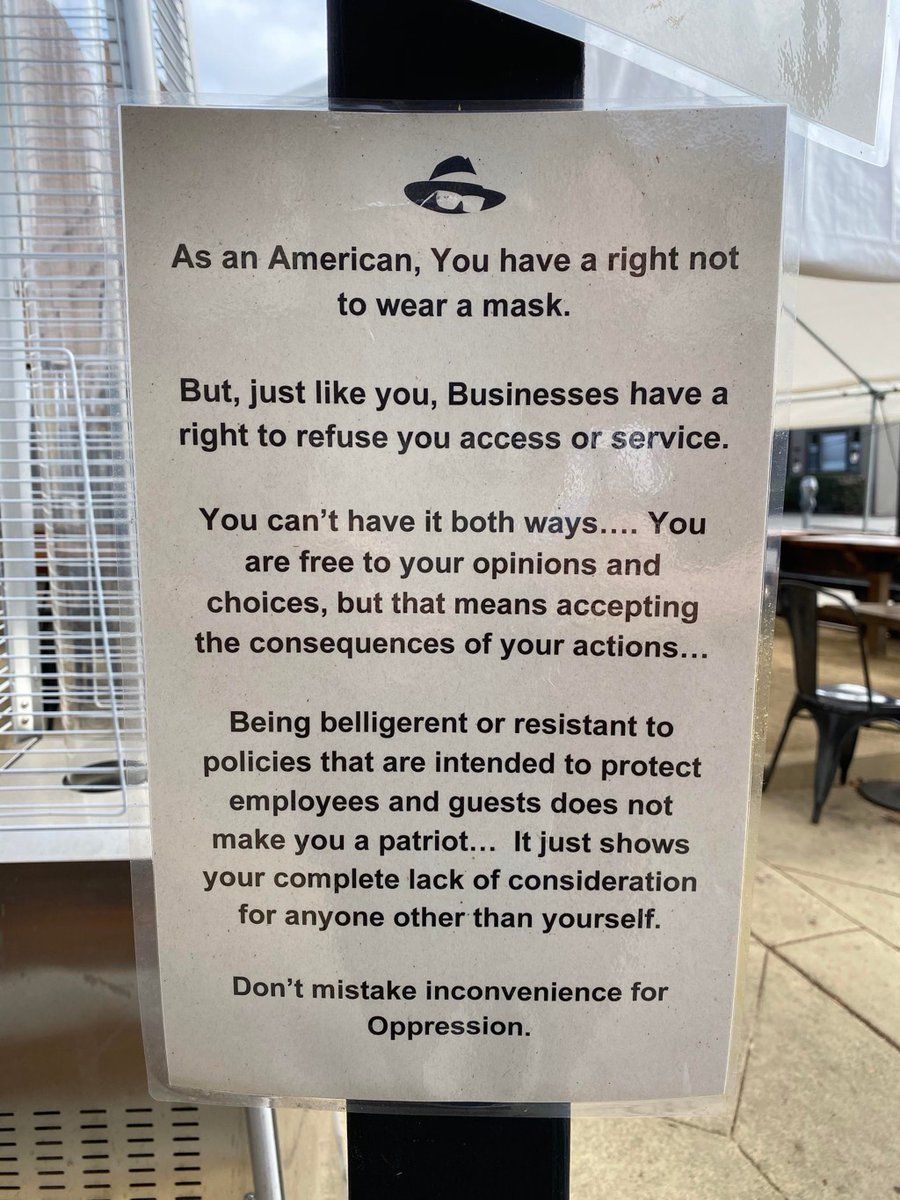 As an American, You have a right not
to wear a mask.
But, just like you, Businesses have a
right to refuse you access or service.
You can't have it both ways.... You
are free to your opinions and
choices, but that means accepting
the consequences of your actions...
Being belligerent or resistant to
policies that are intended to protect
employees and guests does not
make you a patriot... It just shows
your complete lack of consideration
for anyone other than yourself.
Don't mistake inconvenience for
Oppression.